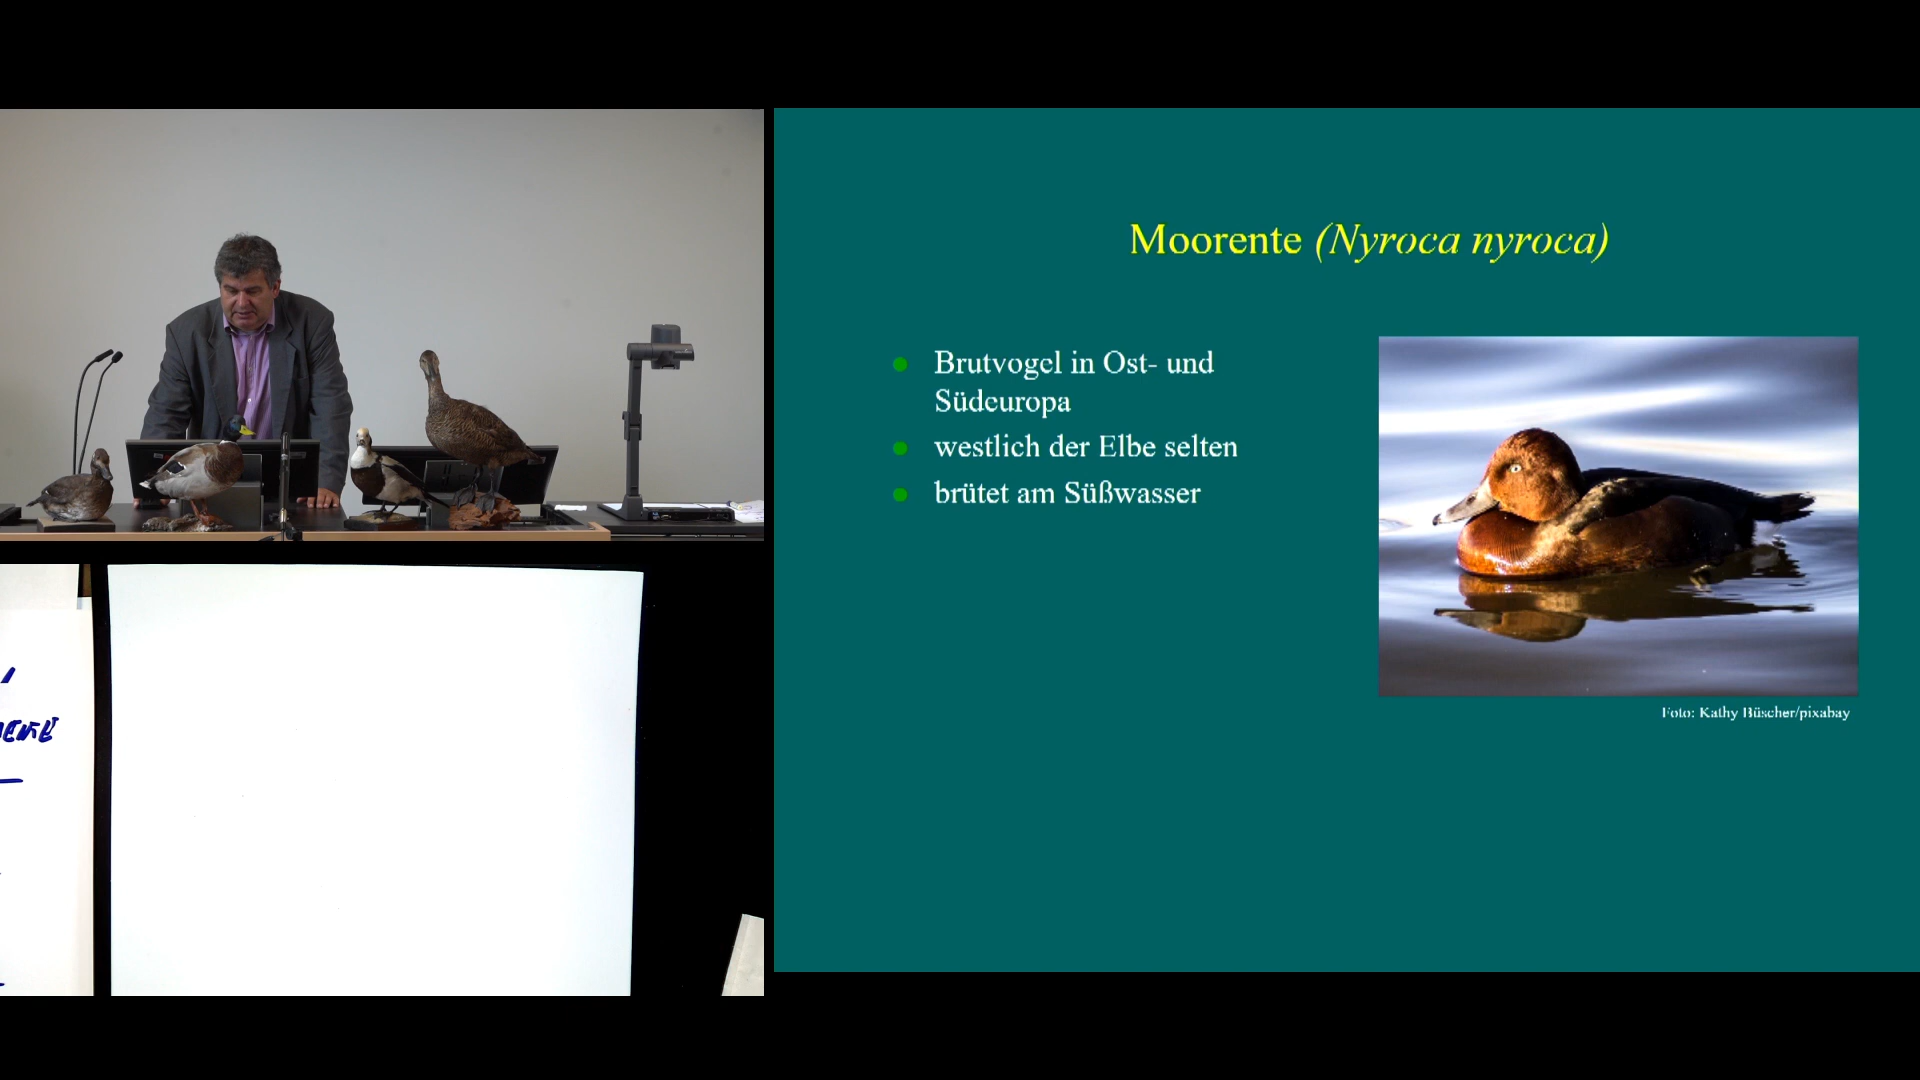 Moorente (Nyroca nyroca)
Brutvogel in Ost- und
Südeuropa
westlich der Elbe selten
brütet am Süßwasser
Foto: Kathy Büscher/pixabay